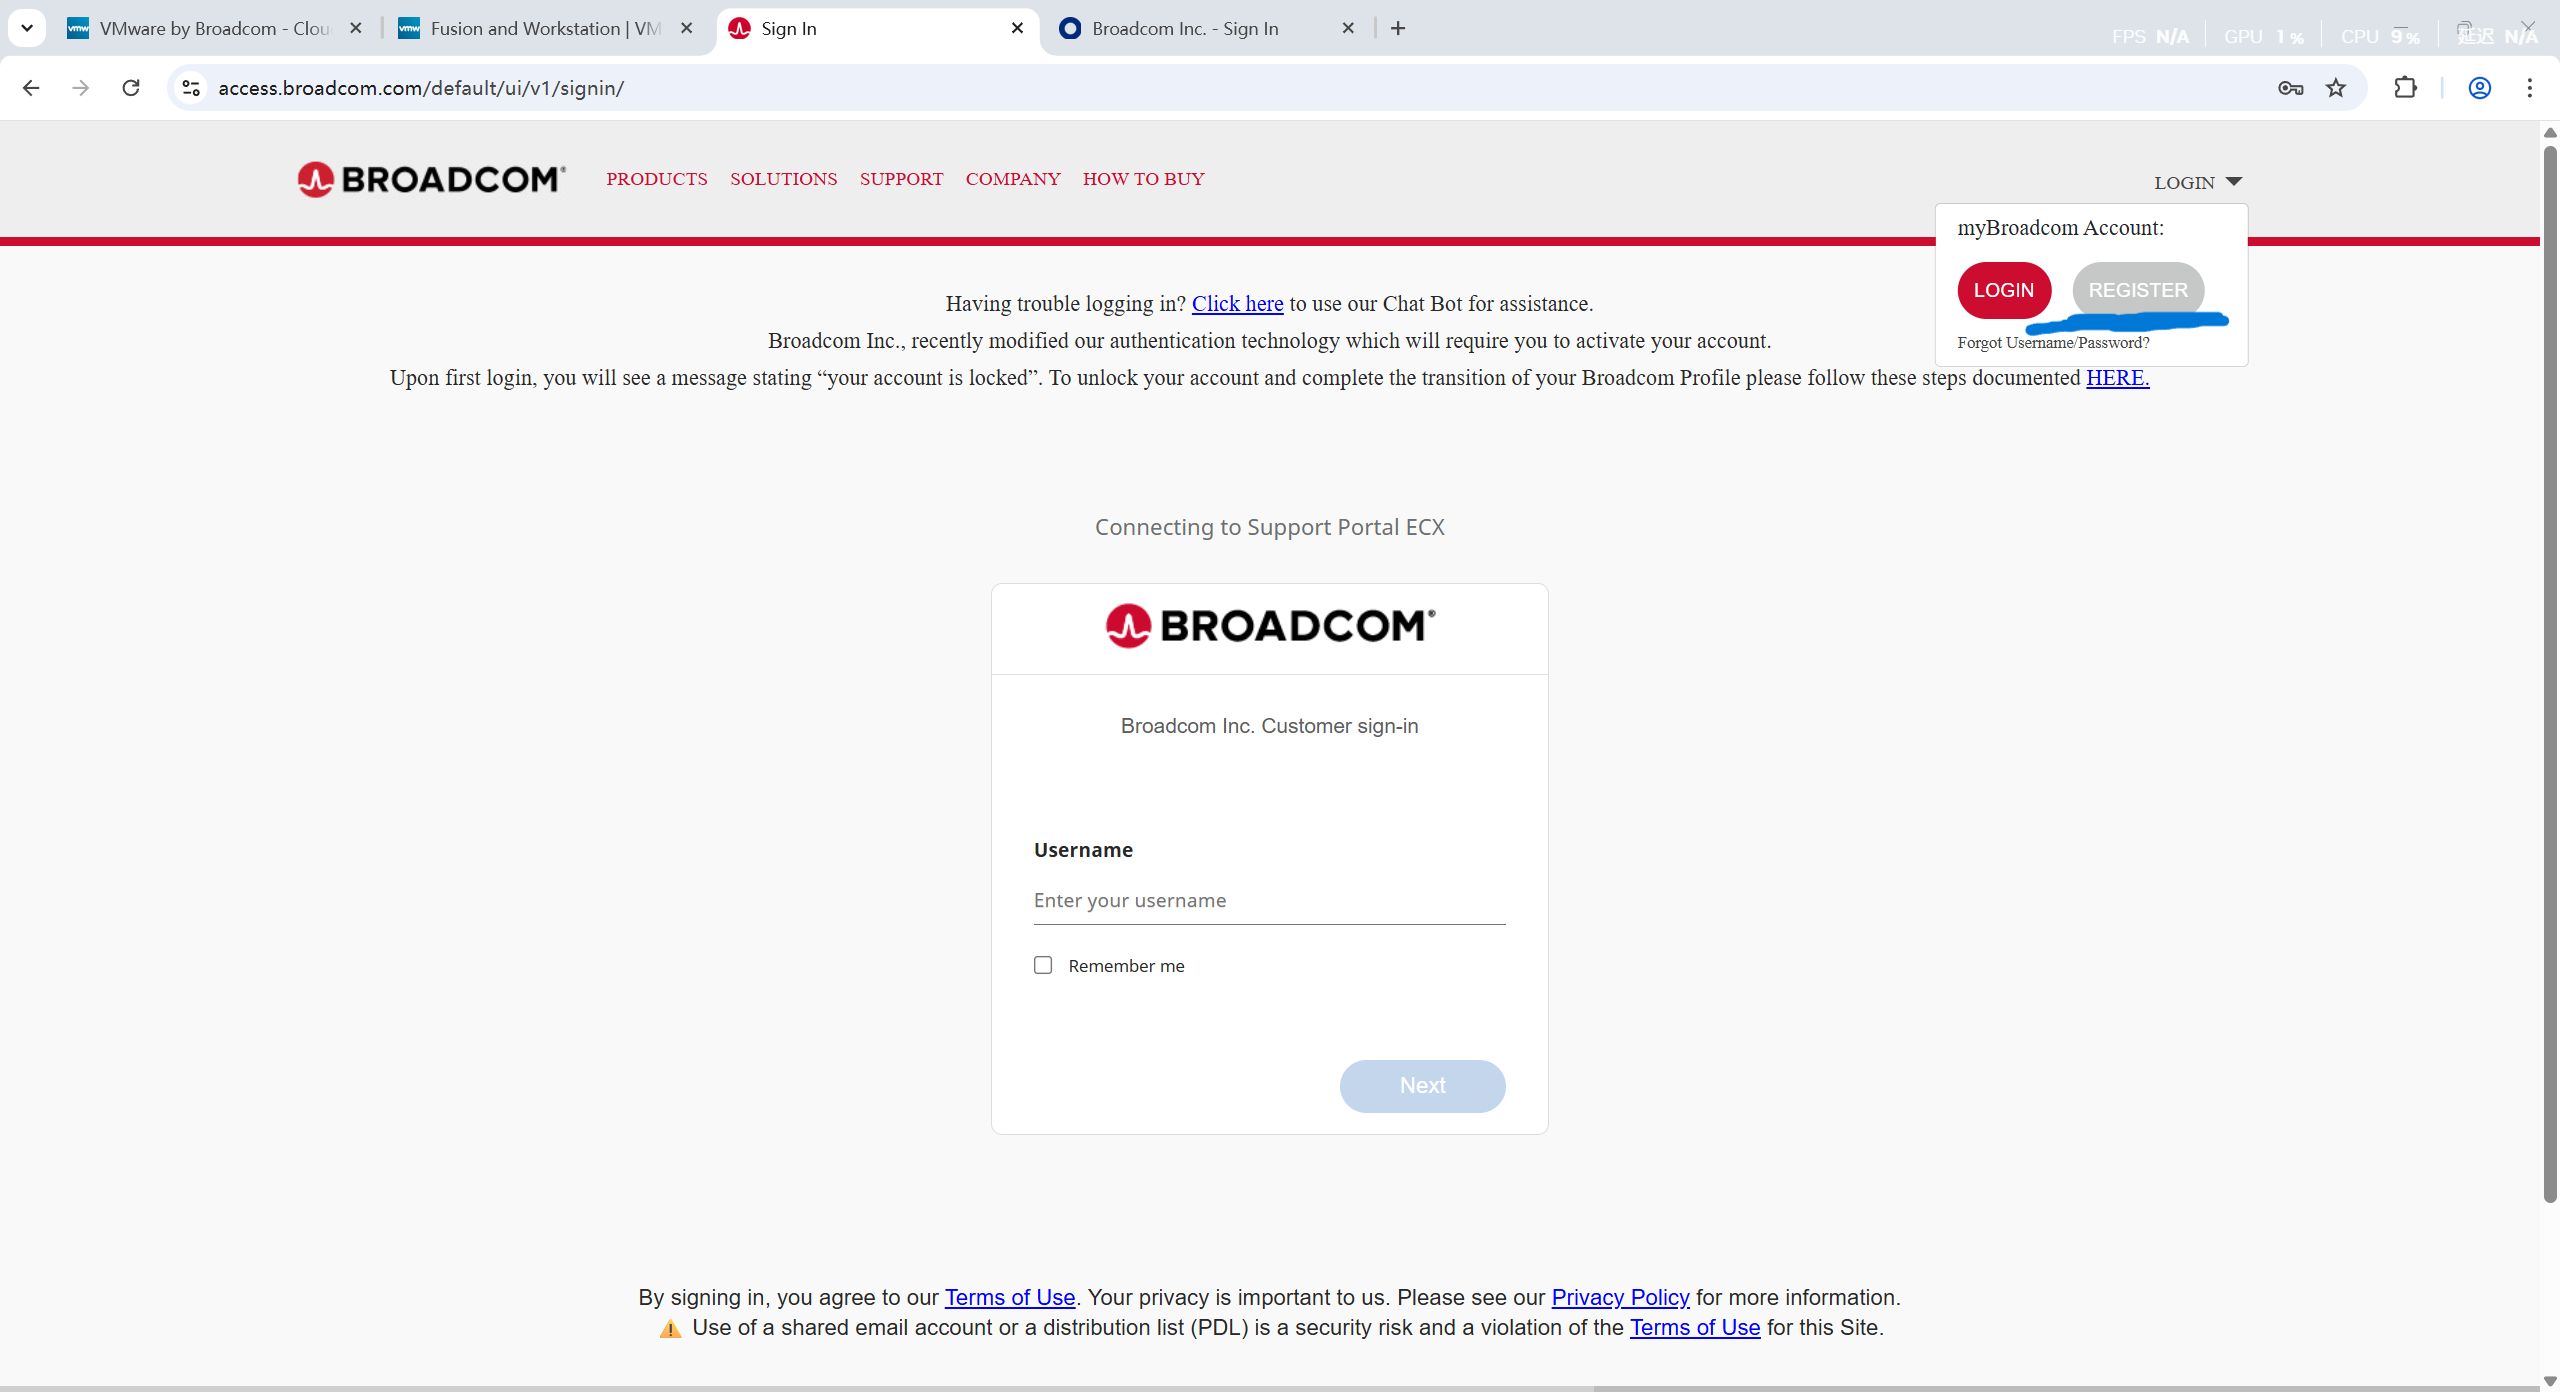 VMware by Broadcom - Clou
Fusion and Workstation | VM
Sign In
Broadcom Inc. - Sign In
FPS N/A GPU 1 % CPU 9 % 延迟 N/A
access.broadcom.com/default/ui/v1/signin/
BROADCOM®
PRODUCTS SOLUTIONS SUPPORT COMPANY HOW TO BUY
LOGIN
myBroadcom Account:
LOGIN REGISTER
Forgot Username/Password?
Having trouble logging in? Click here to use our Chat Bot for assistance.
Broadcom Inc., recently modified our authentication technology which will require you to activate your account.
Upon first login, you will see a message stating “your account is locked”. To unlock your account and complete the transition of your Broadcom Profile please follow these steps documented HERE.
Connecting to Support Portal ECX
BROADCOM®
Broadcom Inc. Customer sign-in
Username
Enter your username
Remember me
Next
By signing in, you agree to our Terms of Use. Your privacy is important to us. Please see our Privacy Policy for more information.
⚠ Use of a shared email account or a distribution list (PDL) is a security risk and a violation of the Terms of Use for this Site.